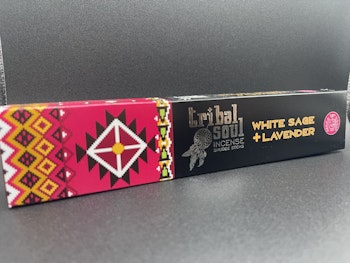 tribal
soul
INCENSE
WHITE SAGE
+ LAVENDER